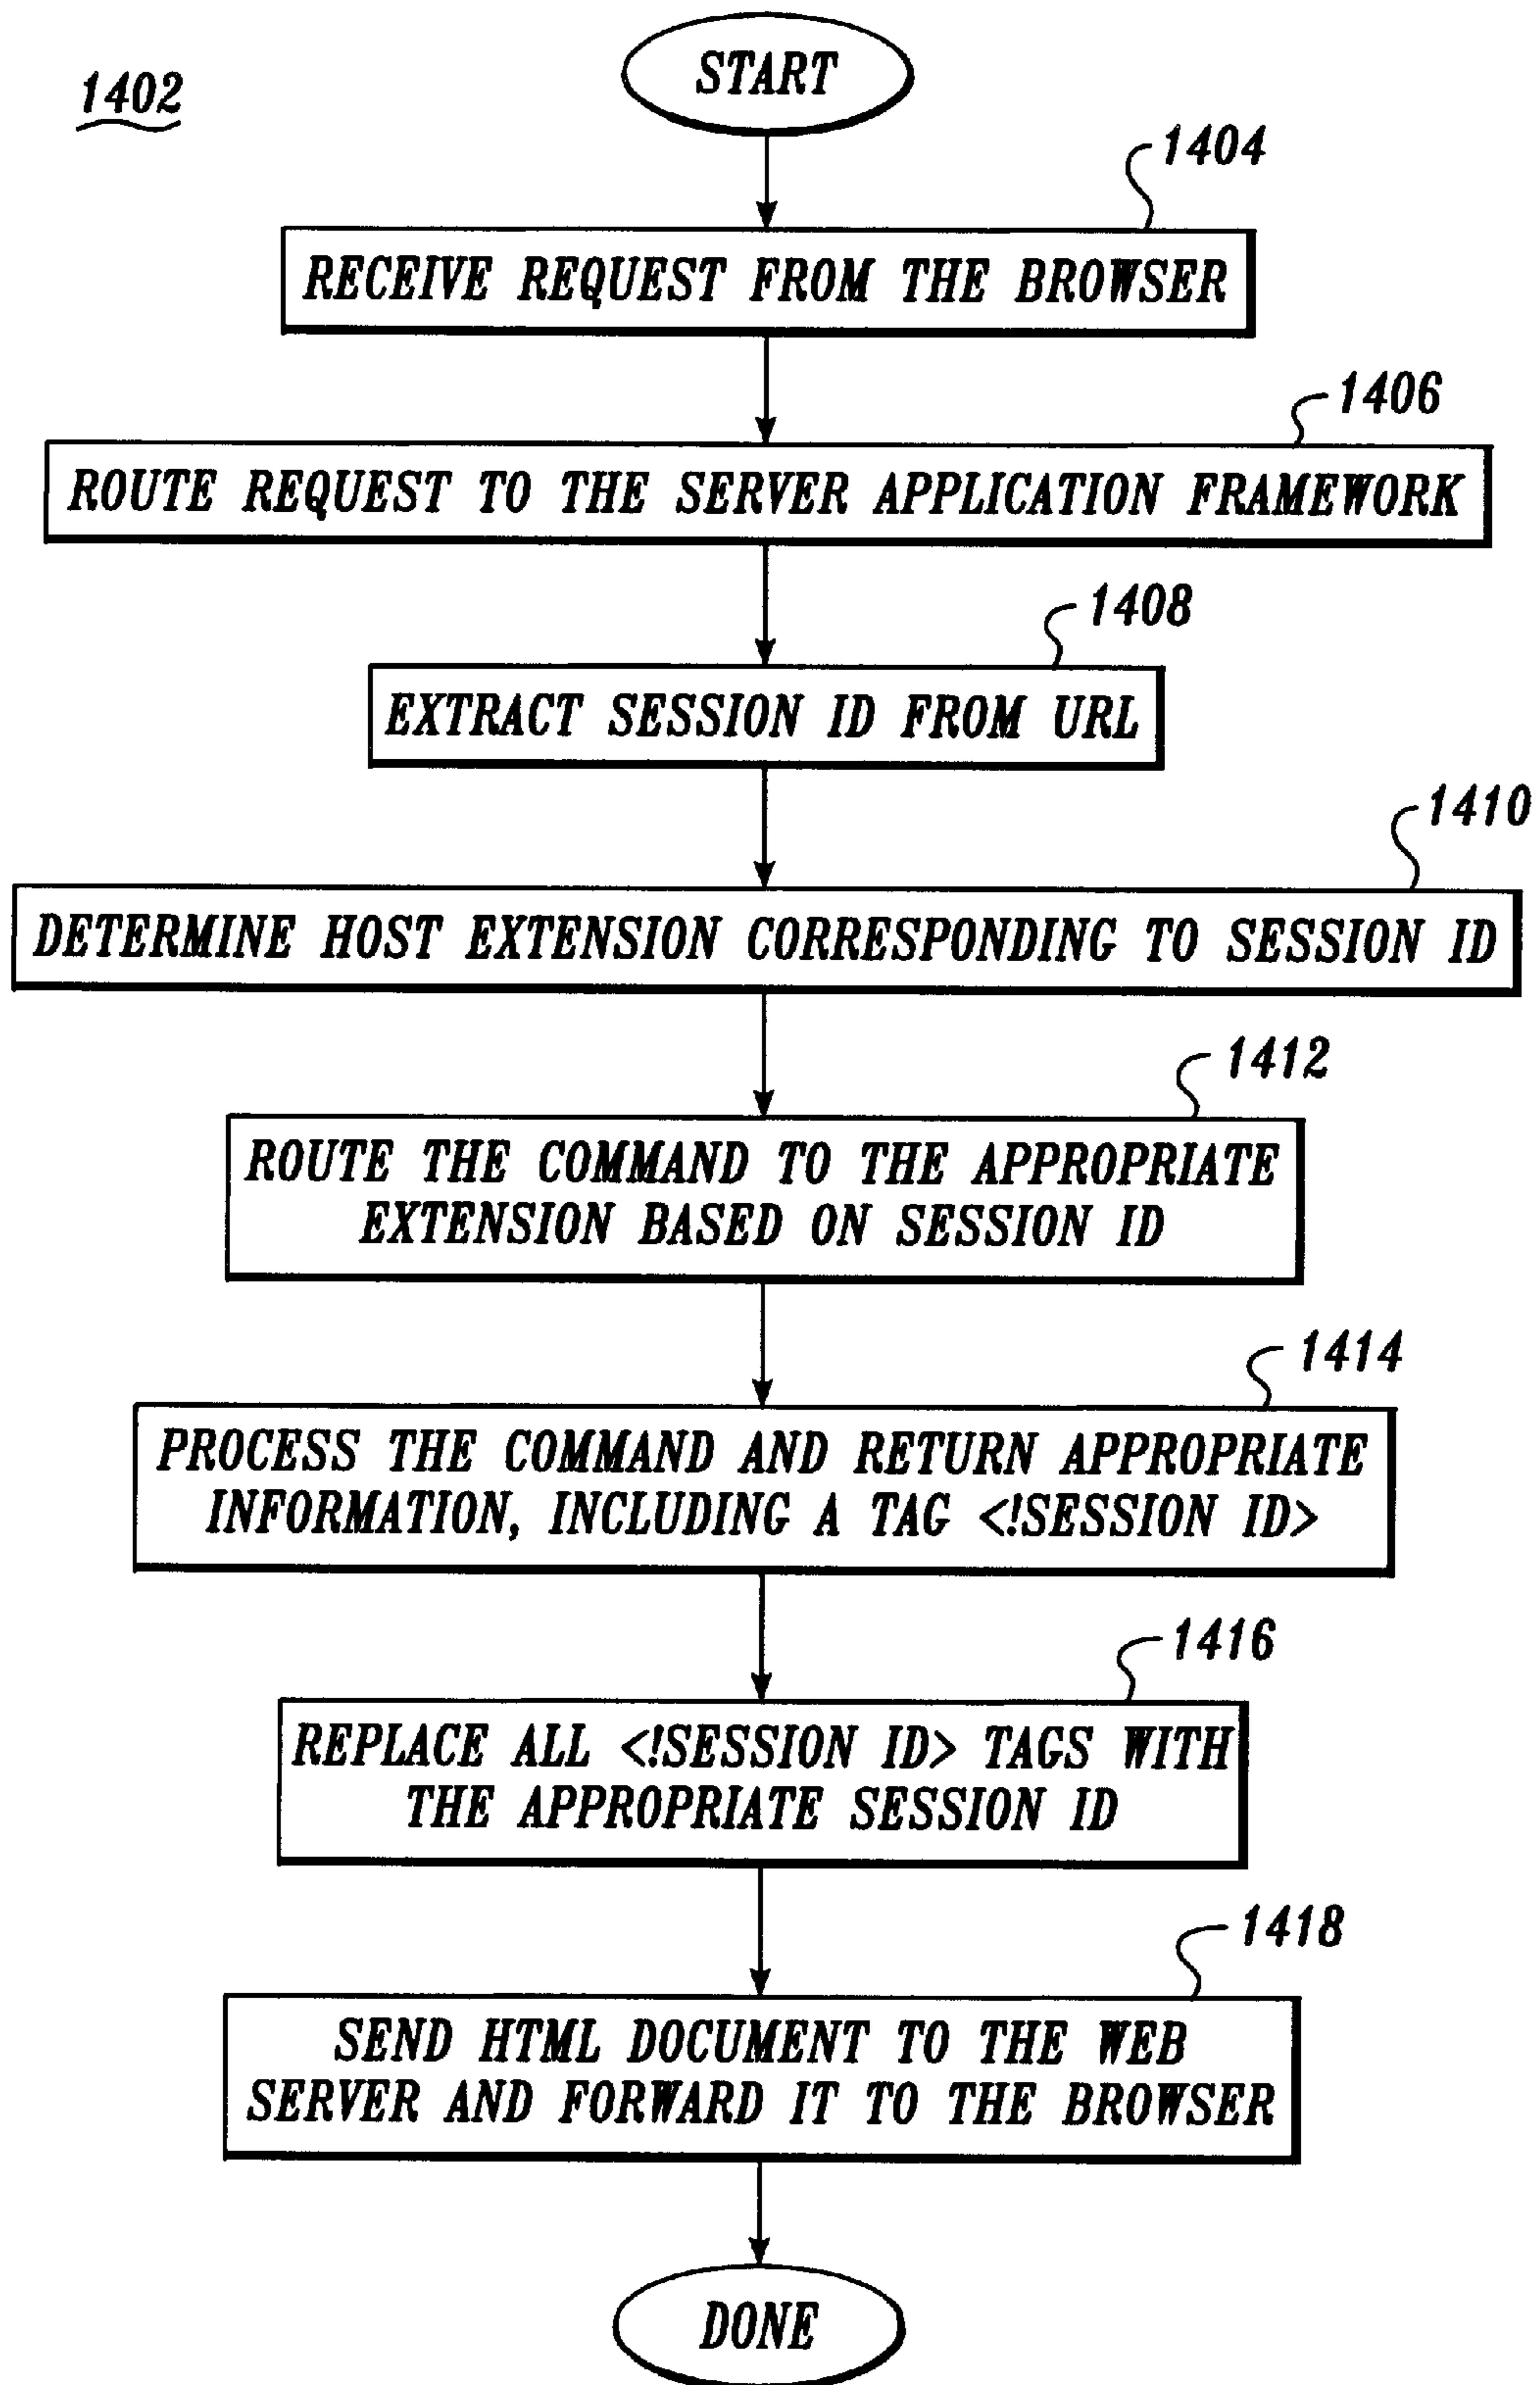 START
1402
1404
RECEIVE REQUEST FROM THE BROWSER
1406
ROUTE REQUEST TO THE SERVER APPLICATION FRAMEWORK
1408
EXTRACT SESSION ID FROM URL
1410
DETERMINE HOST EXTENSION CORRESPONDING TO SESSION ID
1412
ROUTE THE COMMAND TO THE APPROPRIATE
EXTENSION BASED ON SESSION ID
1414
PROCESS THE COMMAND AND RETURN APPROPRIATE
INFORMATION, INCLUDING A TAG <!SESSION ID>
1416
REPLACE ALL <!SESSION ID> TAGS WITH
THE APPROPRIATE SESSION ID
1418
SEND HTML DOCUMENT TO THE WEB
SERVER AND FORWARD IT TO THE BROWSER
DONE